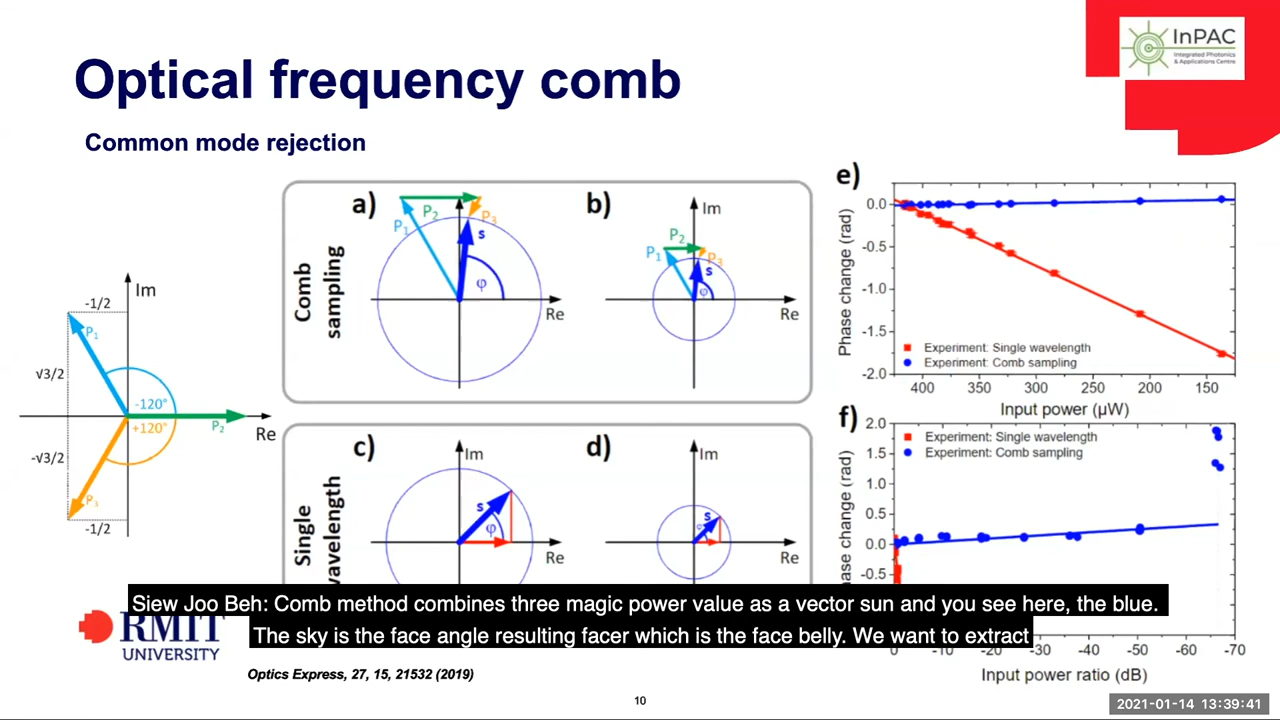 Optical frequency comb
Common mode rejection
InPAC
Integrated Photonics
& Applications Centre
Im
-1/2
P₁
√3/2
-120°
+120°
P₂
Re
-√3/2
P₃
-1/2
Comb
sampling
a)
P₂
P₁
P₃
s
φ
Re
b)
Im
P₂
P₁
P₃
s
φ
Re
Single
wavelength
c)
Im
s
φ
Re
d)
Im
s
φ
Re
e)
Phase change (rad)
0.0
-0.5
-1.0
-1.5
-2.0
Experiment: Single wavelength
Experiment: Comb sampling
400 350 300 250 200 150
Input power (µW)
f)
Phase change (rad)
2.0
1.5
1.0
0.5
0.0
-0.5
Experiment: Single wavelength
Experiment: Comb sampling
0 -10 -20 -30 -40 -50 -60 -70
Input power ratio (dB)
Siew Joo Beh: Comb method combines three magic power value as a vector sun and you see here, the blue.
The sky is the face angle resulting facer which is the face belly. We want to extract
RMIT
UNIVERSITY
Optics Express, 27, 15, 21532 (2019)
10
2021-01-14 13:39:41